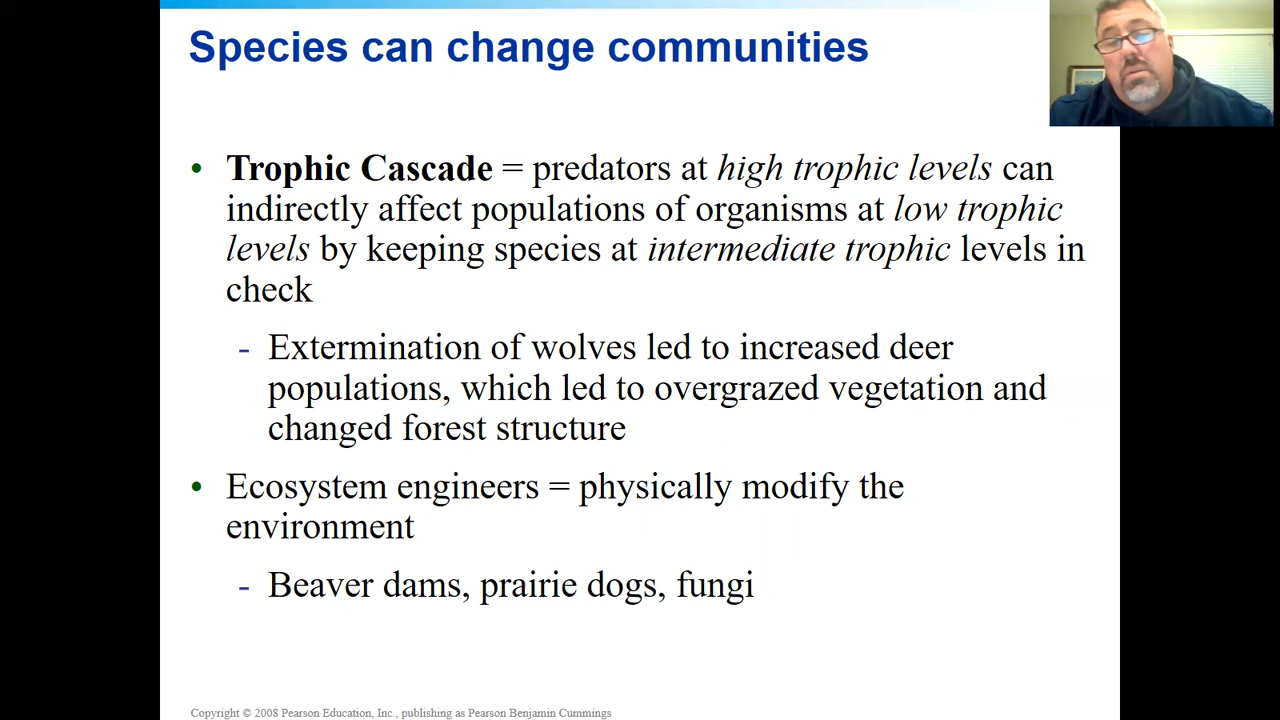 Species can change communities
• Trophic Cascade = predators at high trophic levels can
indirectly affect populations of organisms at low trophic
levels by keeping species at intermediate trophic levels in
check
- Extermination of wolves led to increased deer
populations, which led to overgrazed vegetation and
changed forest structure
• Ecosystem engineers = physically modify the
environment
- Beaver dams, prairie dogs, fungi
Copyright © 2008 Pearson Education, Inc., publishing as Pearson Benjamin Cummings